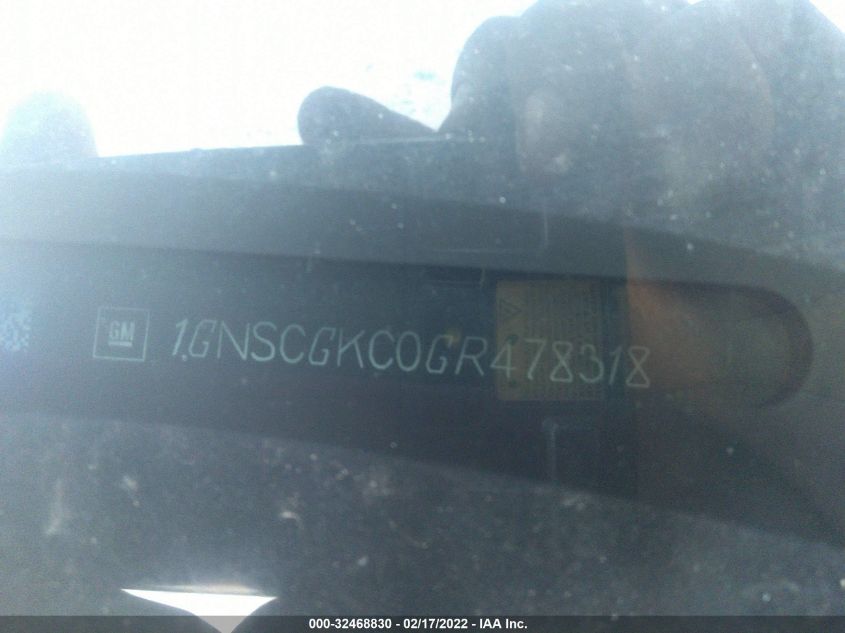 GM 1GNSCGKC0GR478318
000-32468830 - 02/17/2022 - IAA Inc.